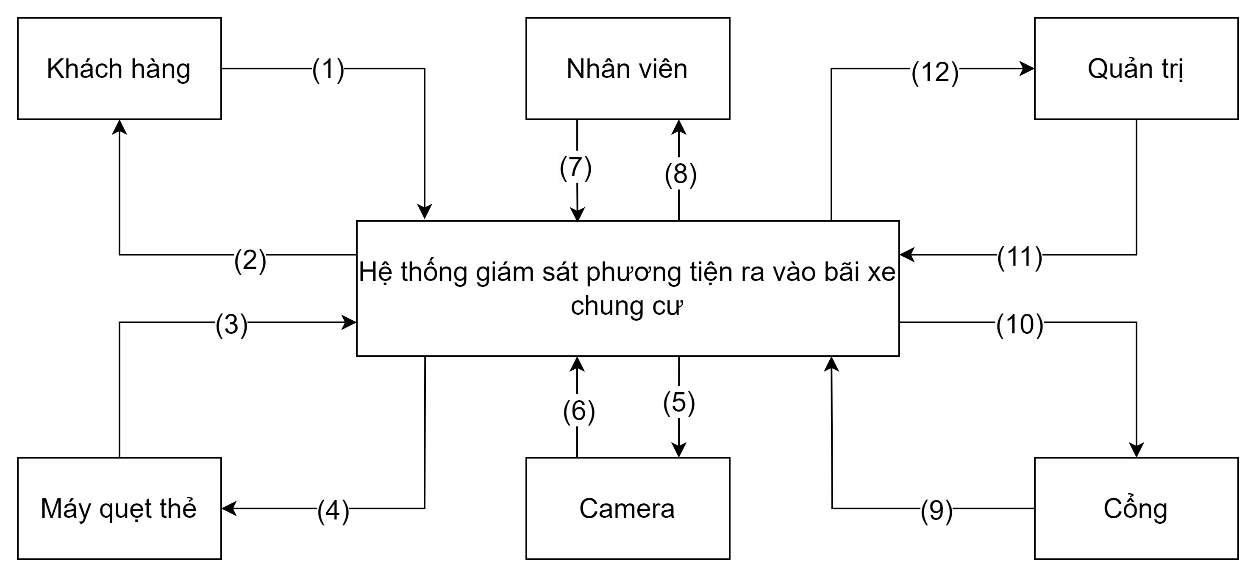 Khách hàng
(1)
Nhân viên
(12)
Quản trị
(7)
(8)
(2)
(11)
Hệ thống giám sát phương tiện ra vào bãi xe
chung cư
(3)
(10)
(6)
(5)
Máy quẹt thẻ
(4)
Camera
(9)
Cổng